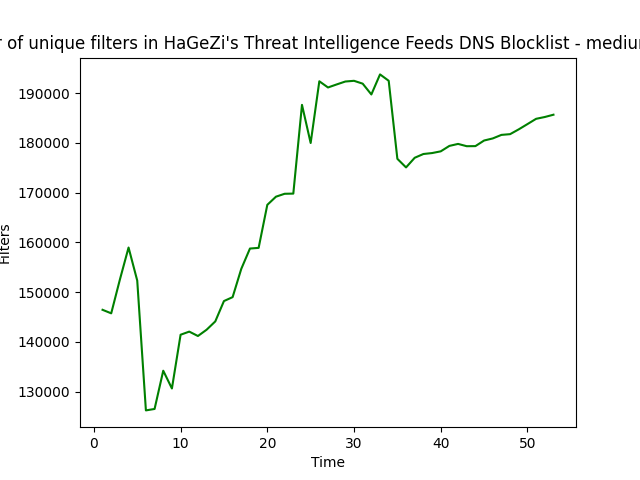 of unique filters in HaGeZi's Threat Intelligence Feeds DNS Blocklist -
190000
180000
170000
160000
150000
140000
130000
Filters
0 10 20 30 40 50
Time